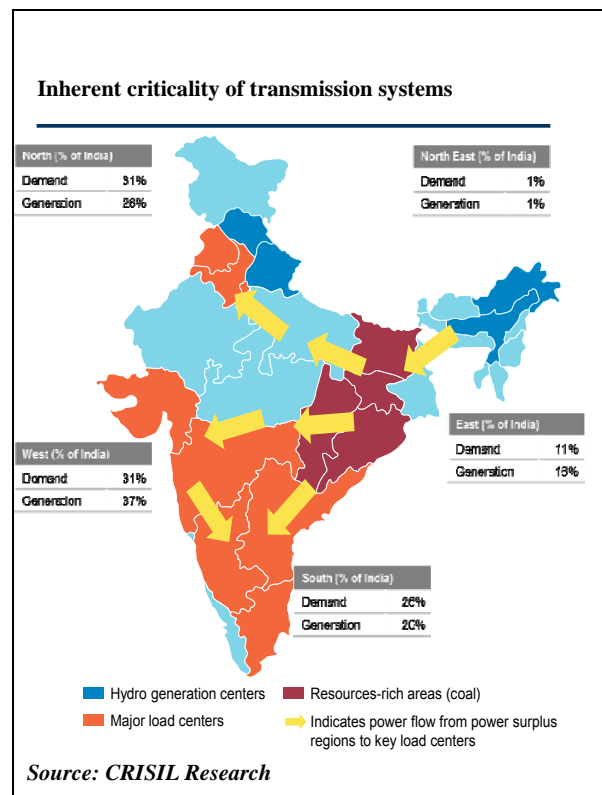 Inherent criticality of transmission systems
North (% of India)
Demand 31%
Generation 26%
North East (% of India)
Demand 1%
Generation 1%
East (% of India)
Demand 11%
Generation
West (% of India)
Demand 31%
Generation 37%
South (% of India)
Demand 26%
Generation 20%
Hydro generation centers
Resources-rich areas (coal)
Major load centers
Indicates power flow from power surplus
regions to key load centers
Source: CRISIL Research